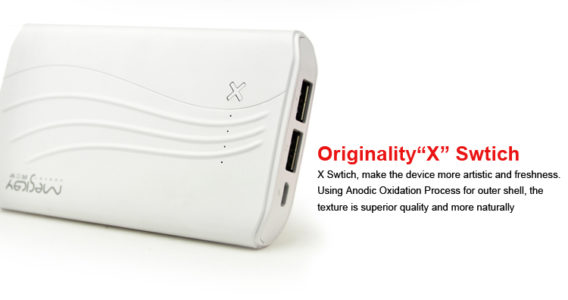 X
Originality“X” Swtich
X Swtich, make the device more artistic and freshness.
Using Anodic Oxidation Process for outer shell, the
texture is superior quality and more naturally